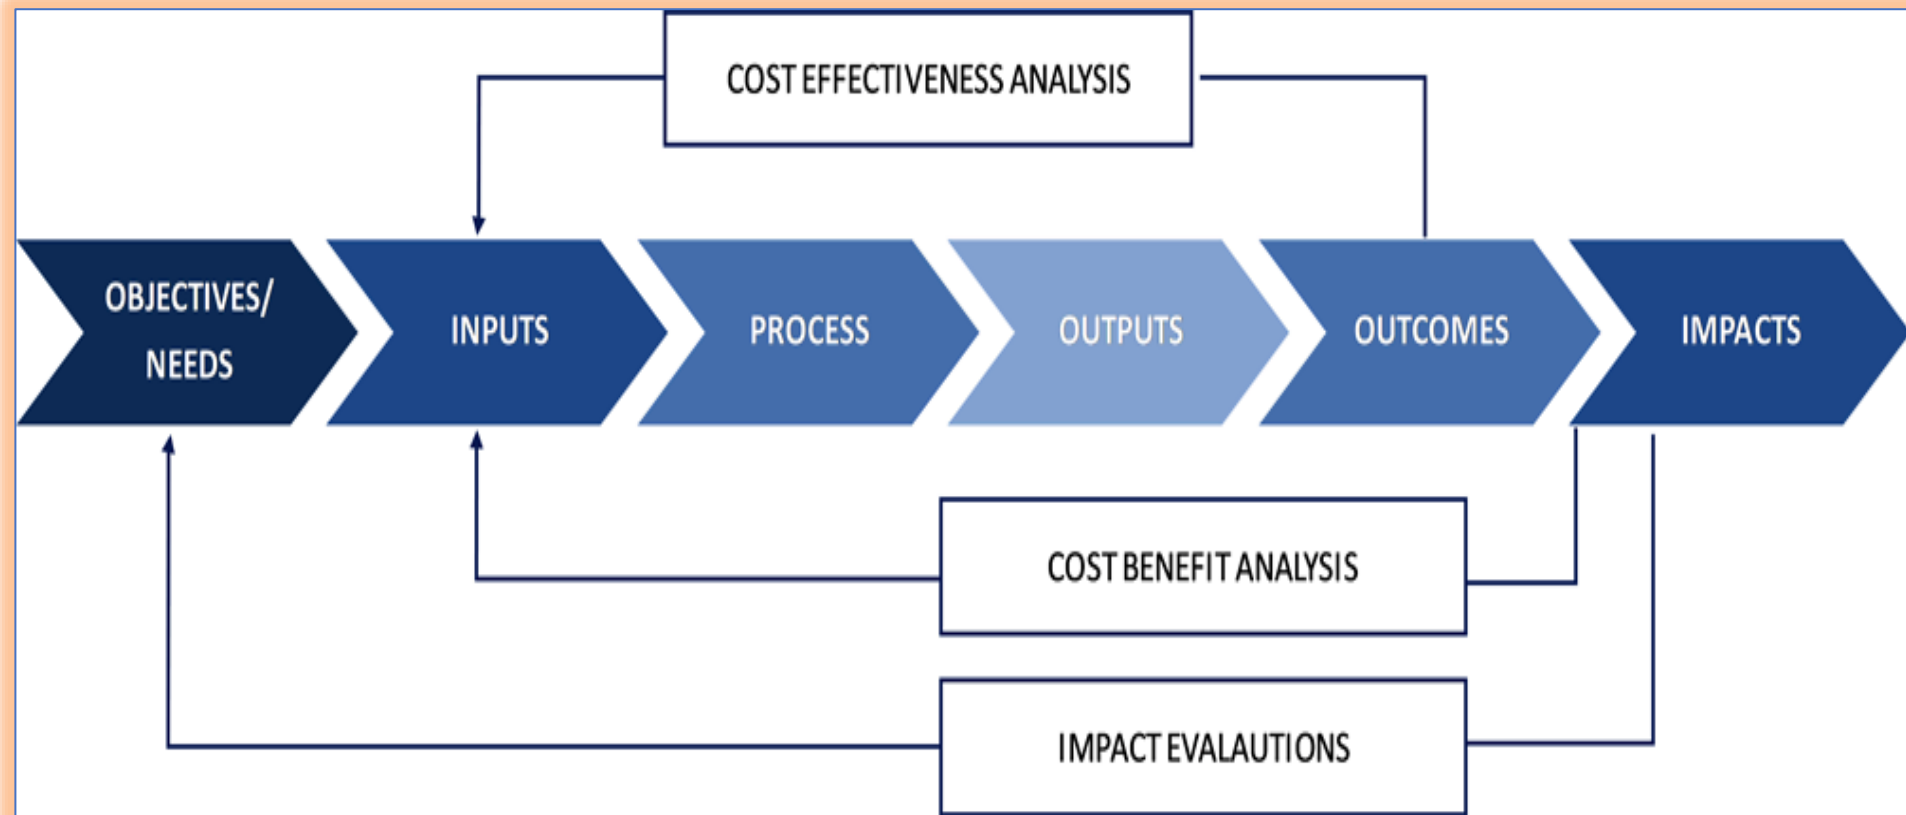 COST EFFECTIVENESS ANALYSIS
OBJECTIVES/
NEEDS
INPUTS
PROCESS
OUTPUTS
OUTCOMES
IMPACTS
COST BENEFIT ANALYSIS
IMPACT EVALAUTIONS